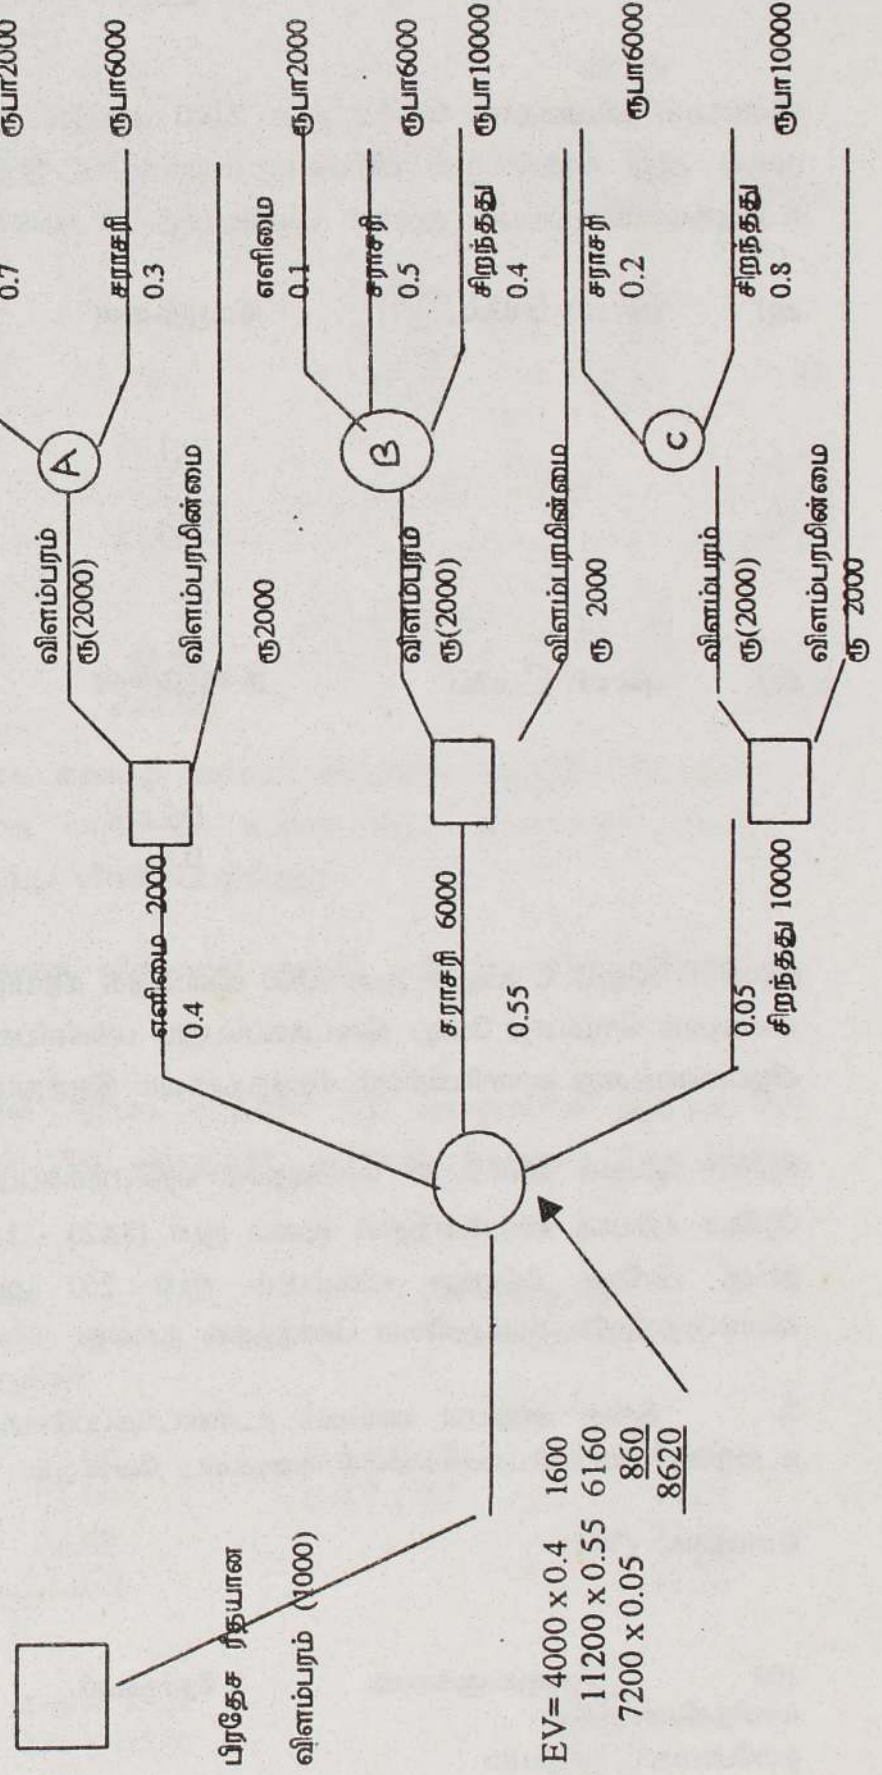 பிரதேச ரீதயான
விளம்பரம் (1000)
EV= 4000 x 0.4 1600
11200 x 0.55 6160
7200 x 0.05 860
8620
எளிமை 2000
0.4
சராசரி 6000
0.55
0.05
சிறந்தது 10000
விளம்பரம்
ரூ(2000)
விளம்பரமின்மை
ரூ2000
A
0.7
ரூபா2000
சராசரி
0.3
ரூபா6000
விளம்பரம்
ரூ(2000)
விளம்பரமின்மை
ரூ 2000
B
எளிமை
0.1
ரூபா2000
சராசரி
0.5
ரூபா6000
சிறந்தது
0.4
ரூபா10000
விளம்பரம்
ரூ(2000)
விளம்பரமின்மை
ரூ 2000
C
சராசரி
0.2
ரூபா6000
சிறந்தது
0.8
ரூபா10000